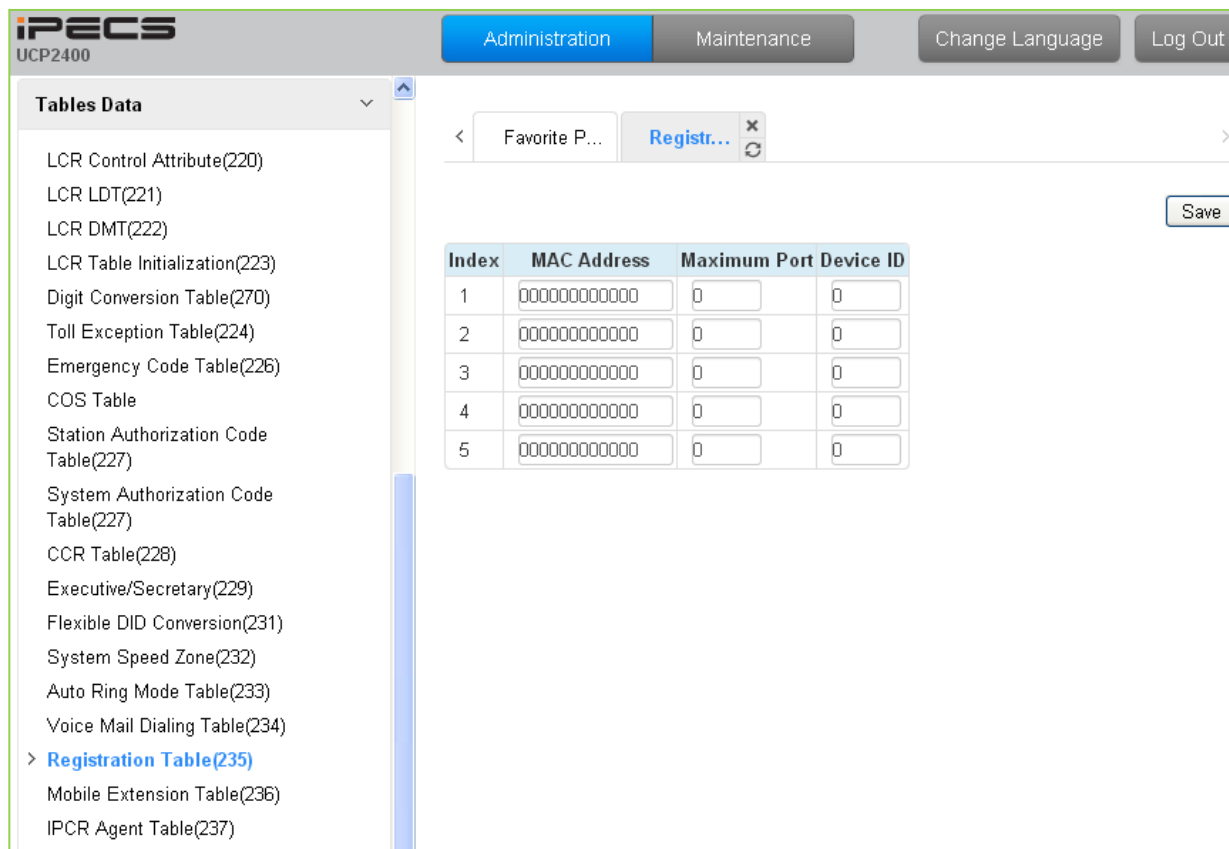 iPECS
UCP2400
Administration Maintenance Change Language Log Out
Tables Data
LCR Control Attribute(220)
LCR LDT(221)
LCR DMT(222)
LCR Table Initialization(223)
Digit Conversion Table(270)
Toll Exception Table(224)
Emergency Code Table(226)
COS Table
Station Authorization Code
Table(227)
System Authorization Code
Table(227)
CCR Table(228)
Executive/Secretary(229)
Flexible DID Conversion(231)
System Speed Zone(232)
Auto Ring Mode Table(233)
Voice Mail Dialing Table(234)
Registration Table(235)
Mobile Extension Table(236)
IPCR Agent Table(237)
Favorite P... Registr...
Save
Index MAC Address Maximum Port Device ID
1 000000000000 0 0
2 000000000000 0 0
3 000000000000 0 0
4 000000000000 0 0
5 000000000000 0 0